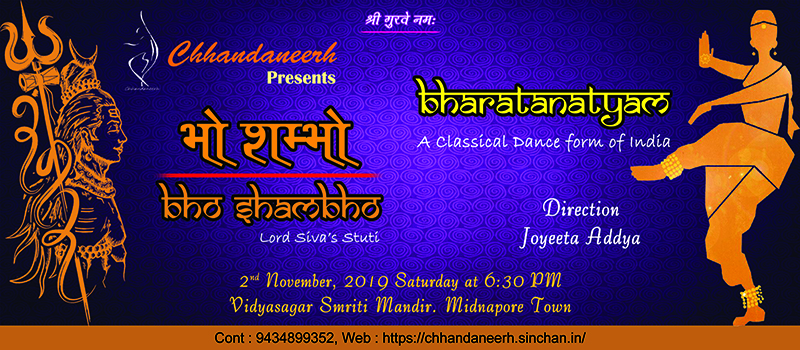 श्री गुरवे नमः
Chhandaneerh
Chhandaneerh
Presents
भो शम्भो
Bho Shambho
Lord Siva's Stuti
Bharatanatyam
A Classical Dance form of India
Direction
Joyeeta Addya
2nd November, 2019 Saturday at 6:30 PM
Vidyasagar Smriti Mandir. Midnapore Town
Cont : 9434899352, Web : https://chhandaneerh.sinchan.in/